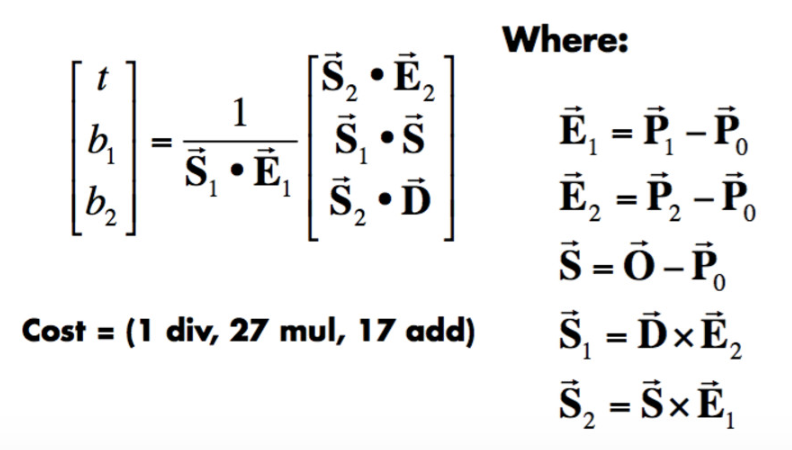 Where:
[t b₁ b₂] = 1 / (S⃗₁ • E⃗₁) [S⃗₂ • E⃗₂ S⃗₁ • S⃗ S⃗₂ • D⃗]
E⃗₁ = P⃗₁ − P⃗₀
E⃗₂ = P⃗₂ − P⃗₀
S⃗ = O⃗ − P⃗₀
S⃗₁ = D⃗ × E⃗₂
S⃗₂ = S⃗ × E⃗₁
Cost = (1 div, 27 mul, 17 add)